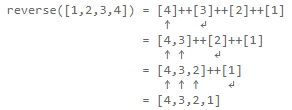 reverse([1,2,3,4]) = [4]++[3]++[2]++[1]
↑ ↲
= [4,3]++[2]++[1]
↑ ↑ ↲
= [4,3,2]++[1]
↑ ↑ ↑ ↲
= [4,3,2,1]